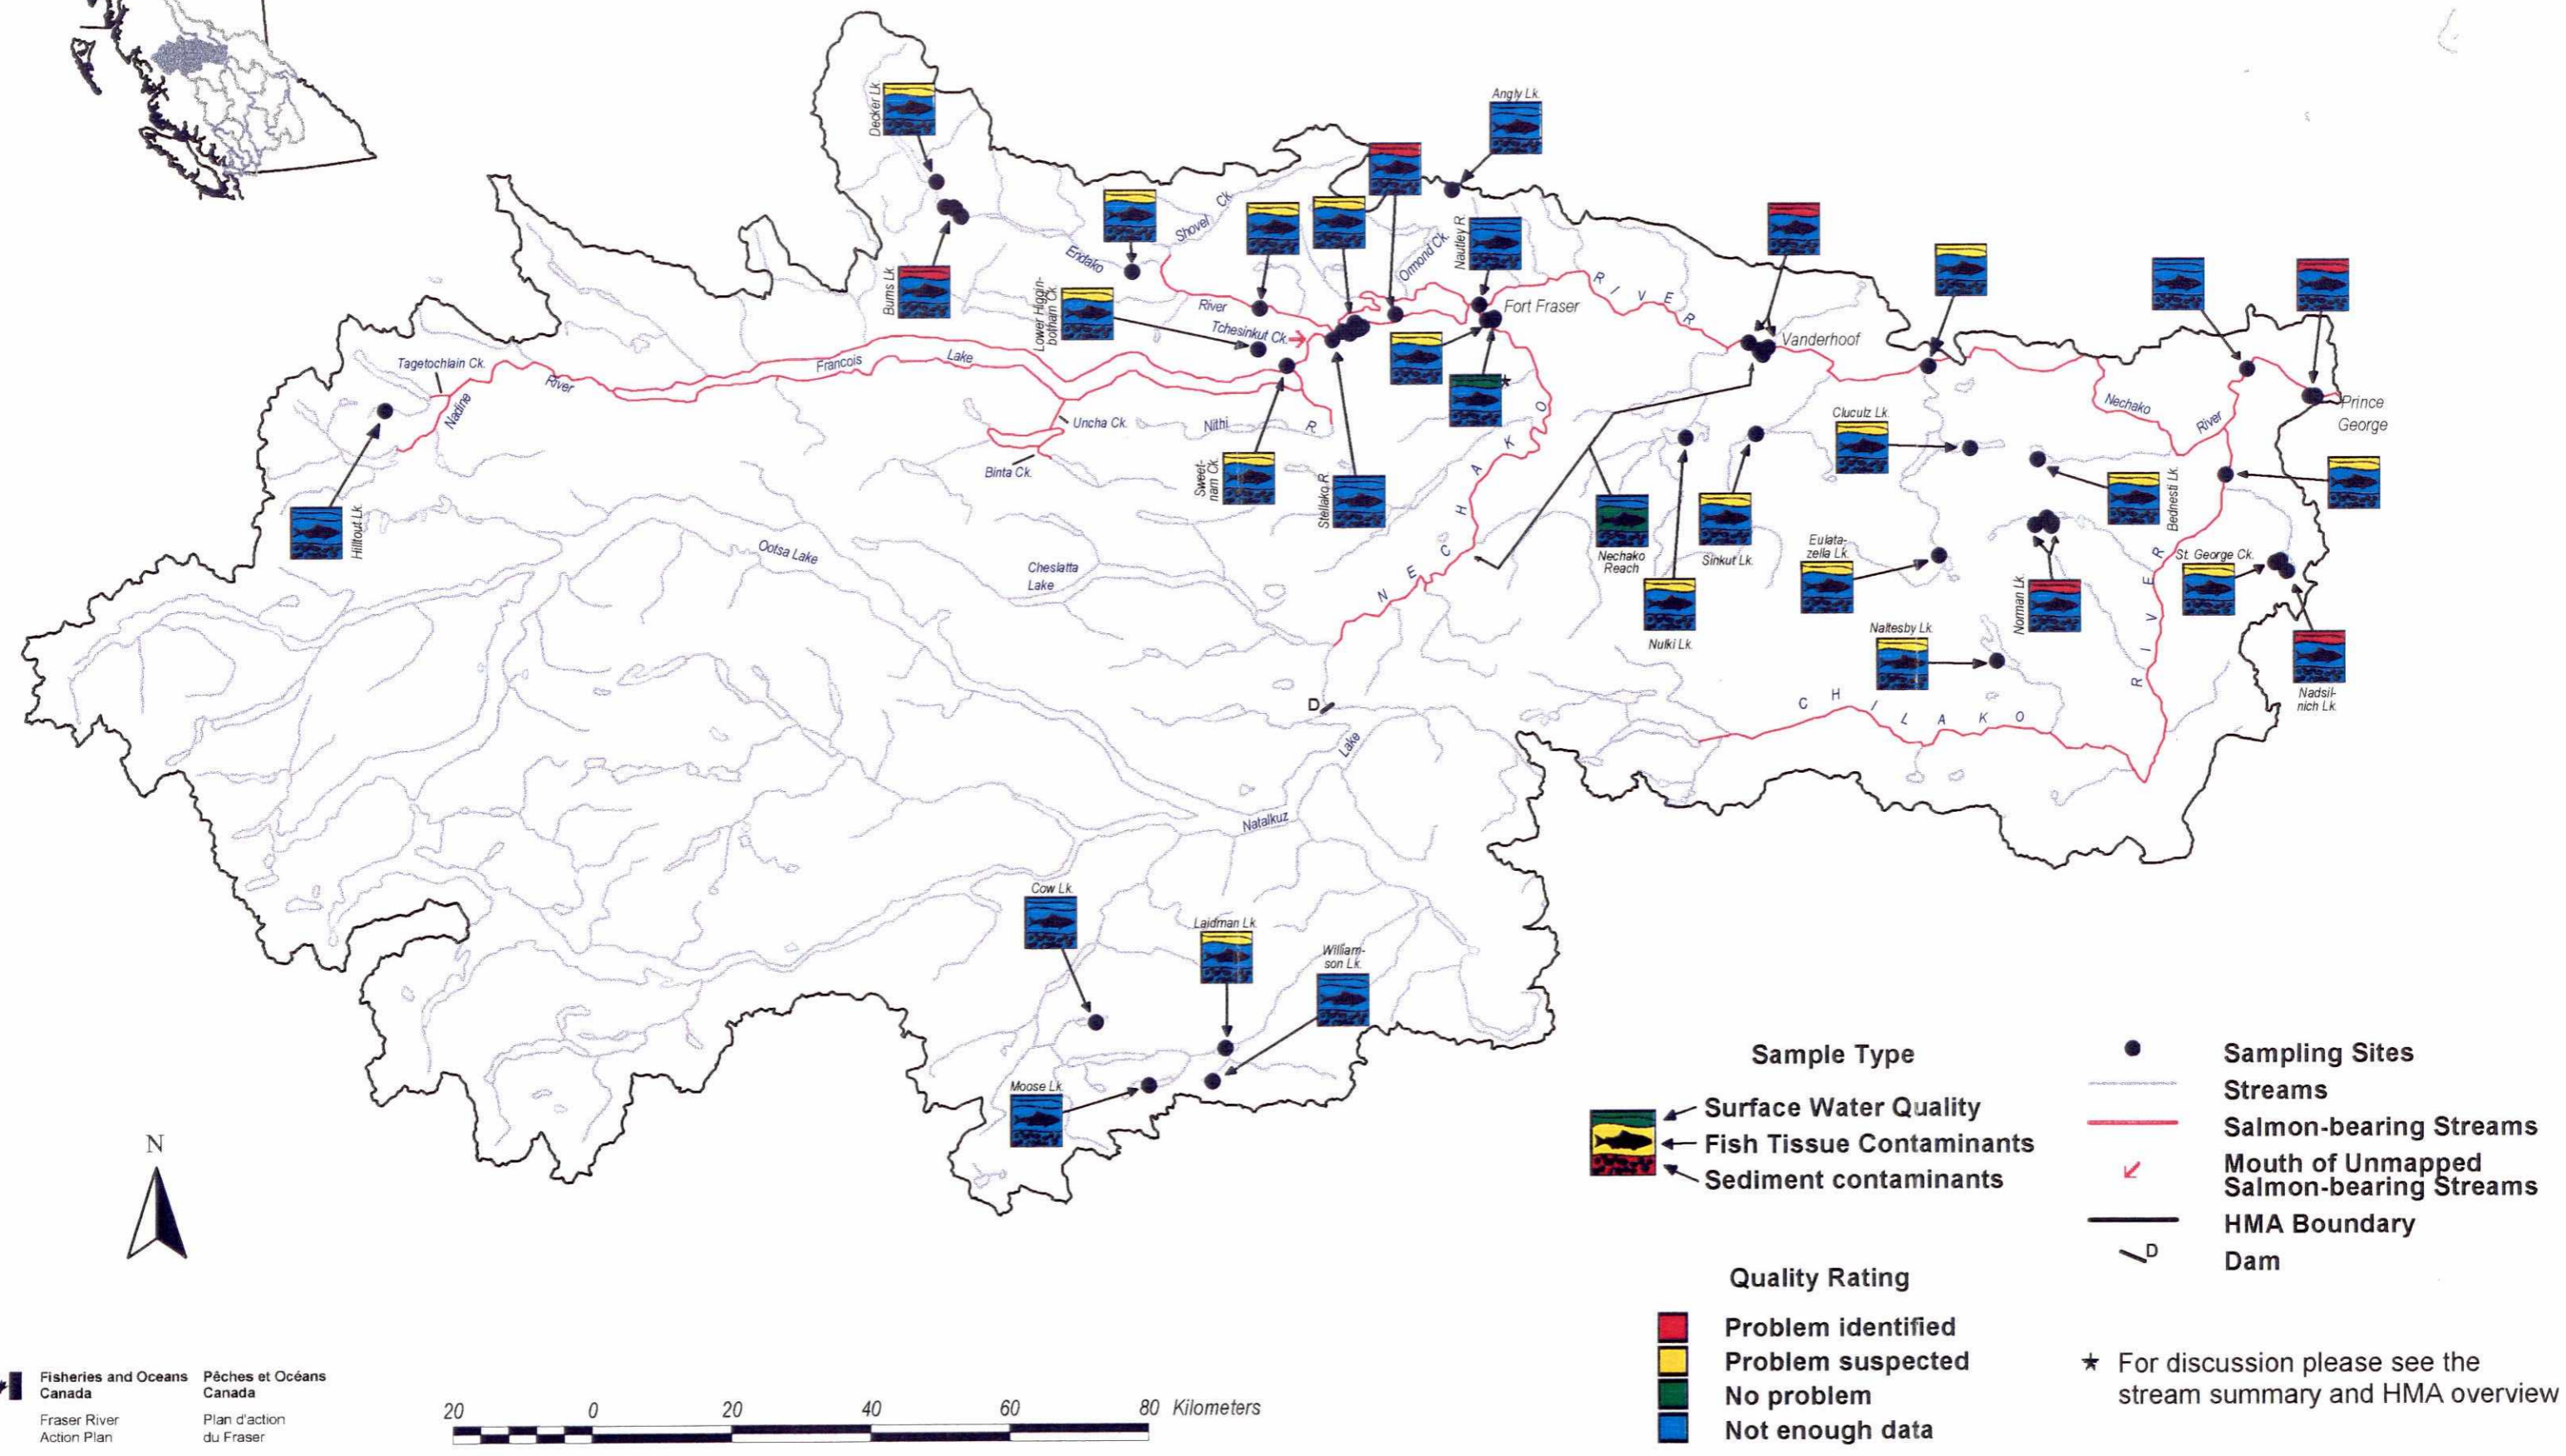 Decker Lk.
Angly Lk.
Shovel Ck.
Endako
River
Burns Lk.
Lower Higgin-
botham Ck.
Tchesinkut Ck.
Ormond Ck.
Nautley R.
Fort Fraser
RIVER
Vanderhoof
Tagetochlain Ck.
Nadine
River
Francois
Lake
Uncha Ck.
Nithi
R.
Binta Ck.
Sweet-
nam Ck.
Stellako R.
*
NECHAKO
Hilltout Lk.
Ootsa Lake
Cheslatta
Lake
Nechako
Reach
Nulki Lk.
Sinkut Lk.
Cluculz Lk.
Eulata-
zella Lk.
Naltesby Lk.
Norman Lk.
Bednesti Lk.
St. George Ck.
Nadsil-
nich Lk.
Nechako
River
Prince
George
CHILAKO
RIVER
D
Lake
Natalkuz
Cow Lk.
Laidman Lk.
William-
son Lk.
Moose Lk.
N
Sample Type
Surface Water Quality
Fish Tissue Contaminants
Sediment contaminants
Quality Rating
Problem identified
Problem suspected
No problem
Not enough data
Sampling Sites
Streams
Salmon-bearing Streams
Mouth of Unmapped
Salmon-bearing Streams
HMA Boundary
D
Dam
* For discussion please see the
stream summary and HMA overview
Fisheries and Oceans
Canada
Pêches et Océans
Canada
Fraser River
Action Plan
Plan d'action
du Fraser
20 0 20 40 60 80 Kilometers